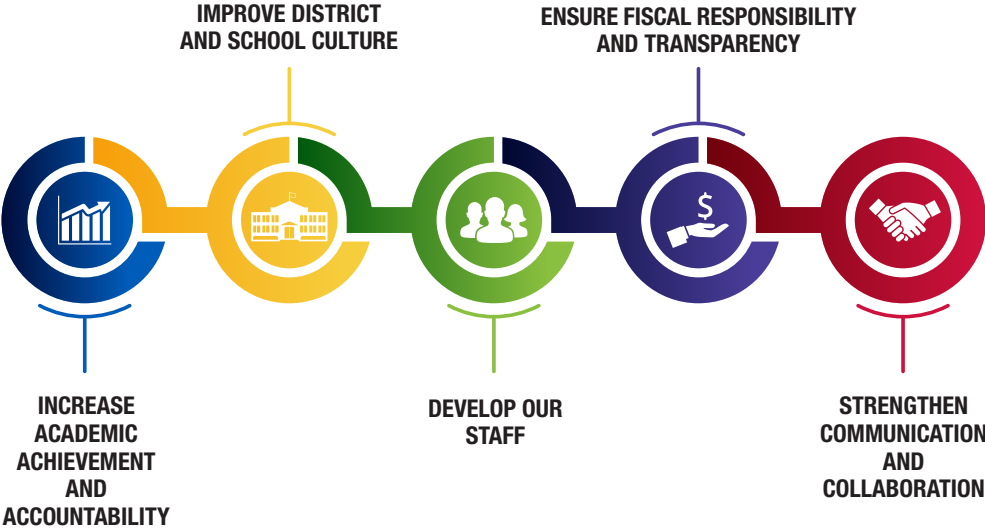 IMPROVE DISTRICT
AND SCHOOL CULTURE
ENSURE FISCAL RESPONSIBILITY
AND TRANSPARENCY
$
INCREASE
ACADEMIC
ACHIEVEMENT
AND
ACCOUNTABILITY
DEVELOP OUR
STAFF
STRENGTHEN
COMMUNICATION
AND
COLLABORATION